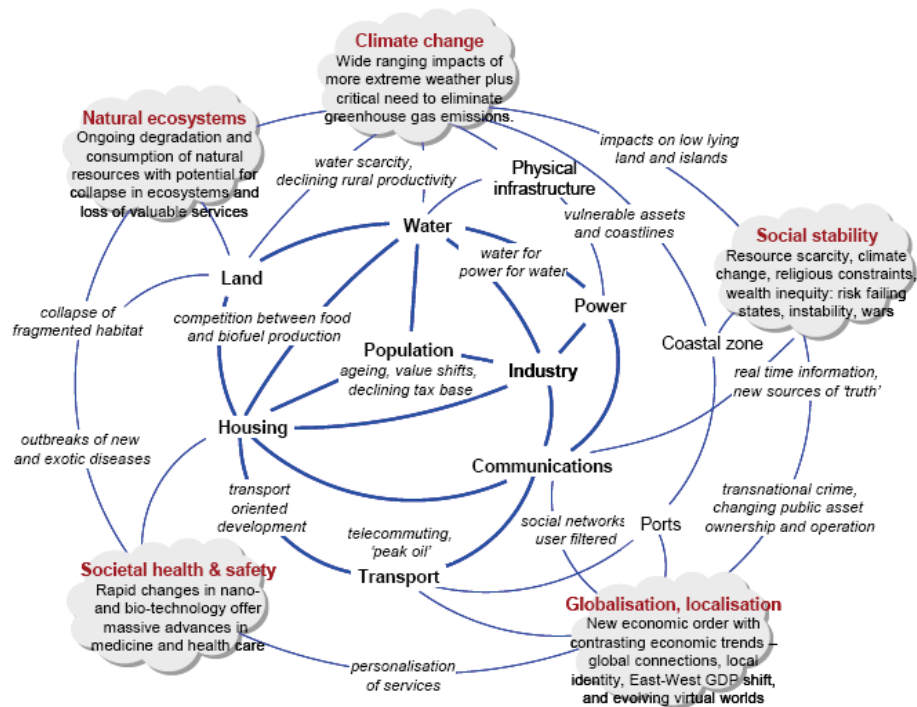 Climate change
Wide ranging impacts of
more extreme weather plus
critical need to eliminate
greenhouse gas emissions.
Natural ecosystems
Ongoing degradation and
consumption of natural
resources with potential for
collapse in ecosystems and
loss of valuable services
water scarcity,
declining rural productivity
Physical
infrastructure
impacts on low lying
land and islands
vulnerable assets
and coastlines
Water
Social stability
Resource scarcity, climate
change, religious constraints,
wealth inequity: risk failing
states, instability, wars
water for
power for water
Land
Power
collapse of
fragmented habitat
competition between food
and biofuel production
Coastal zone
Population
ageing, value shifts,
declining tax base
Industry
real time information,
new sources of ‘truth’
Housing
outbreaks of new
and exotic diseases
Communications
transport
oriented
development
social networks
user filtered
Ports
transnational crime,
changing public asset
ownership and operation
telecommuting,
‘peak oil’
Transport
Societal health & safety
Rapid changes in nano-
and bio-technology offer
massive advances in
medicine and health care
Globalisation, localisation
New economic order with
contrasting economic trends –
global connections, local
identity, East-West GDP shift,
and evolving virtual worlds
personalisation
of services